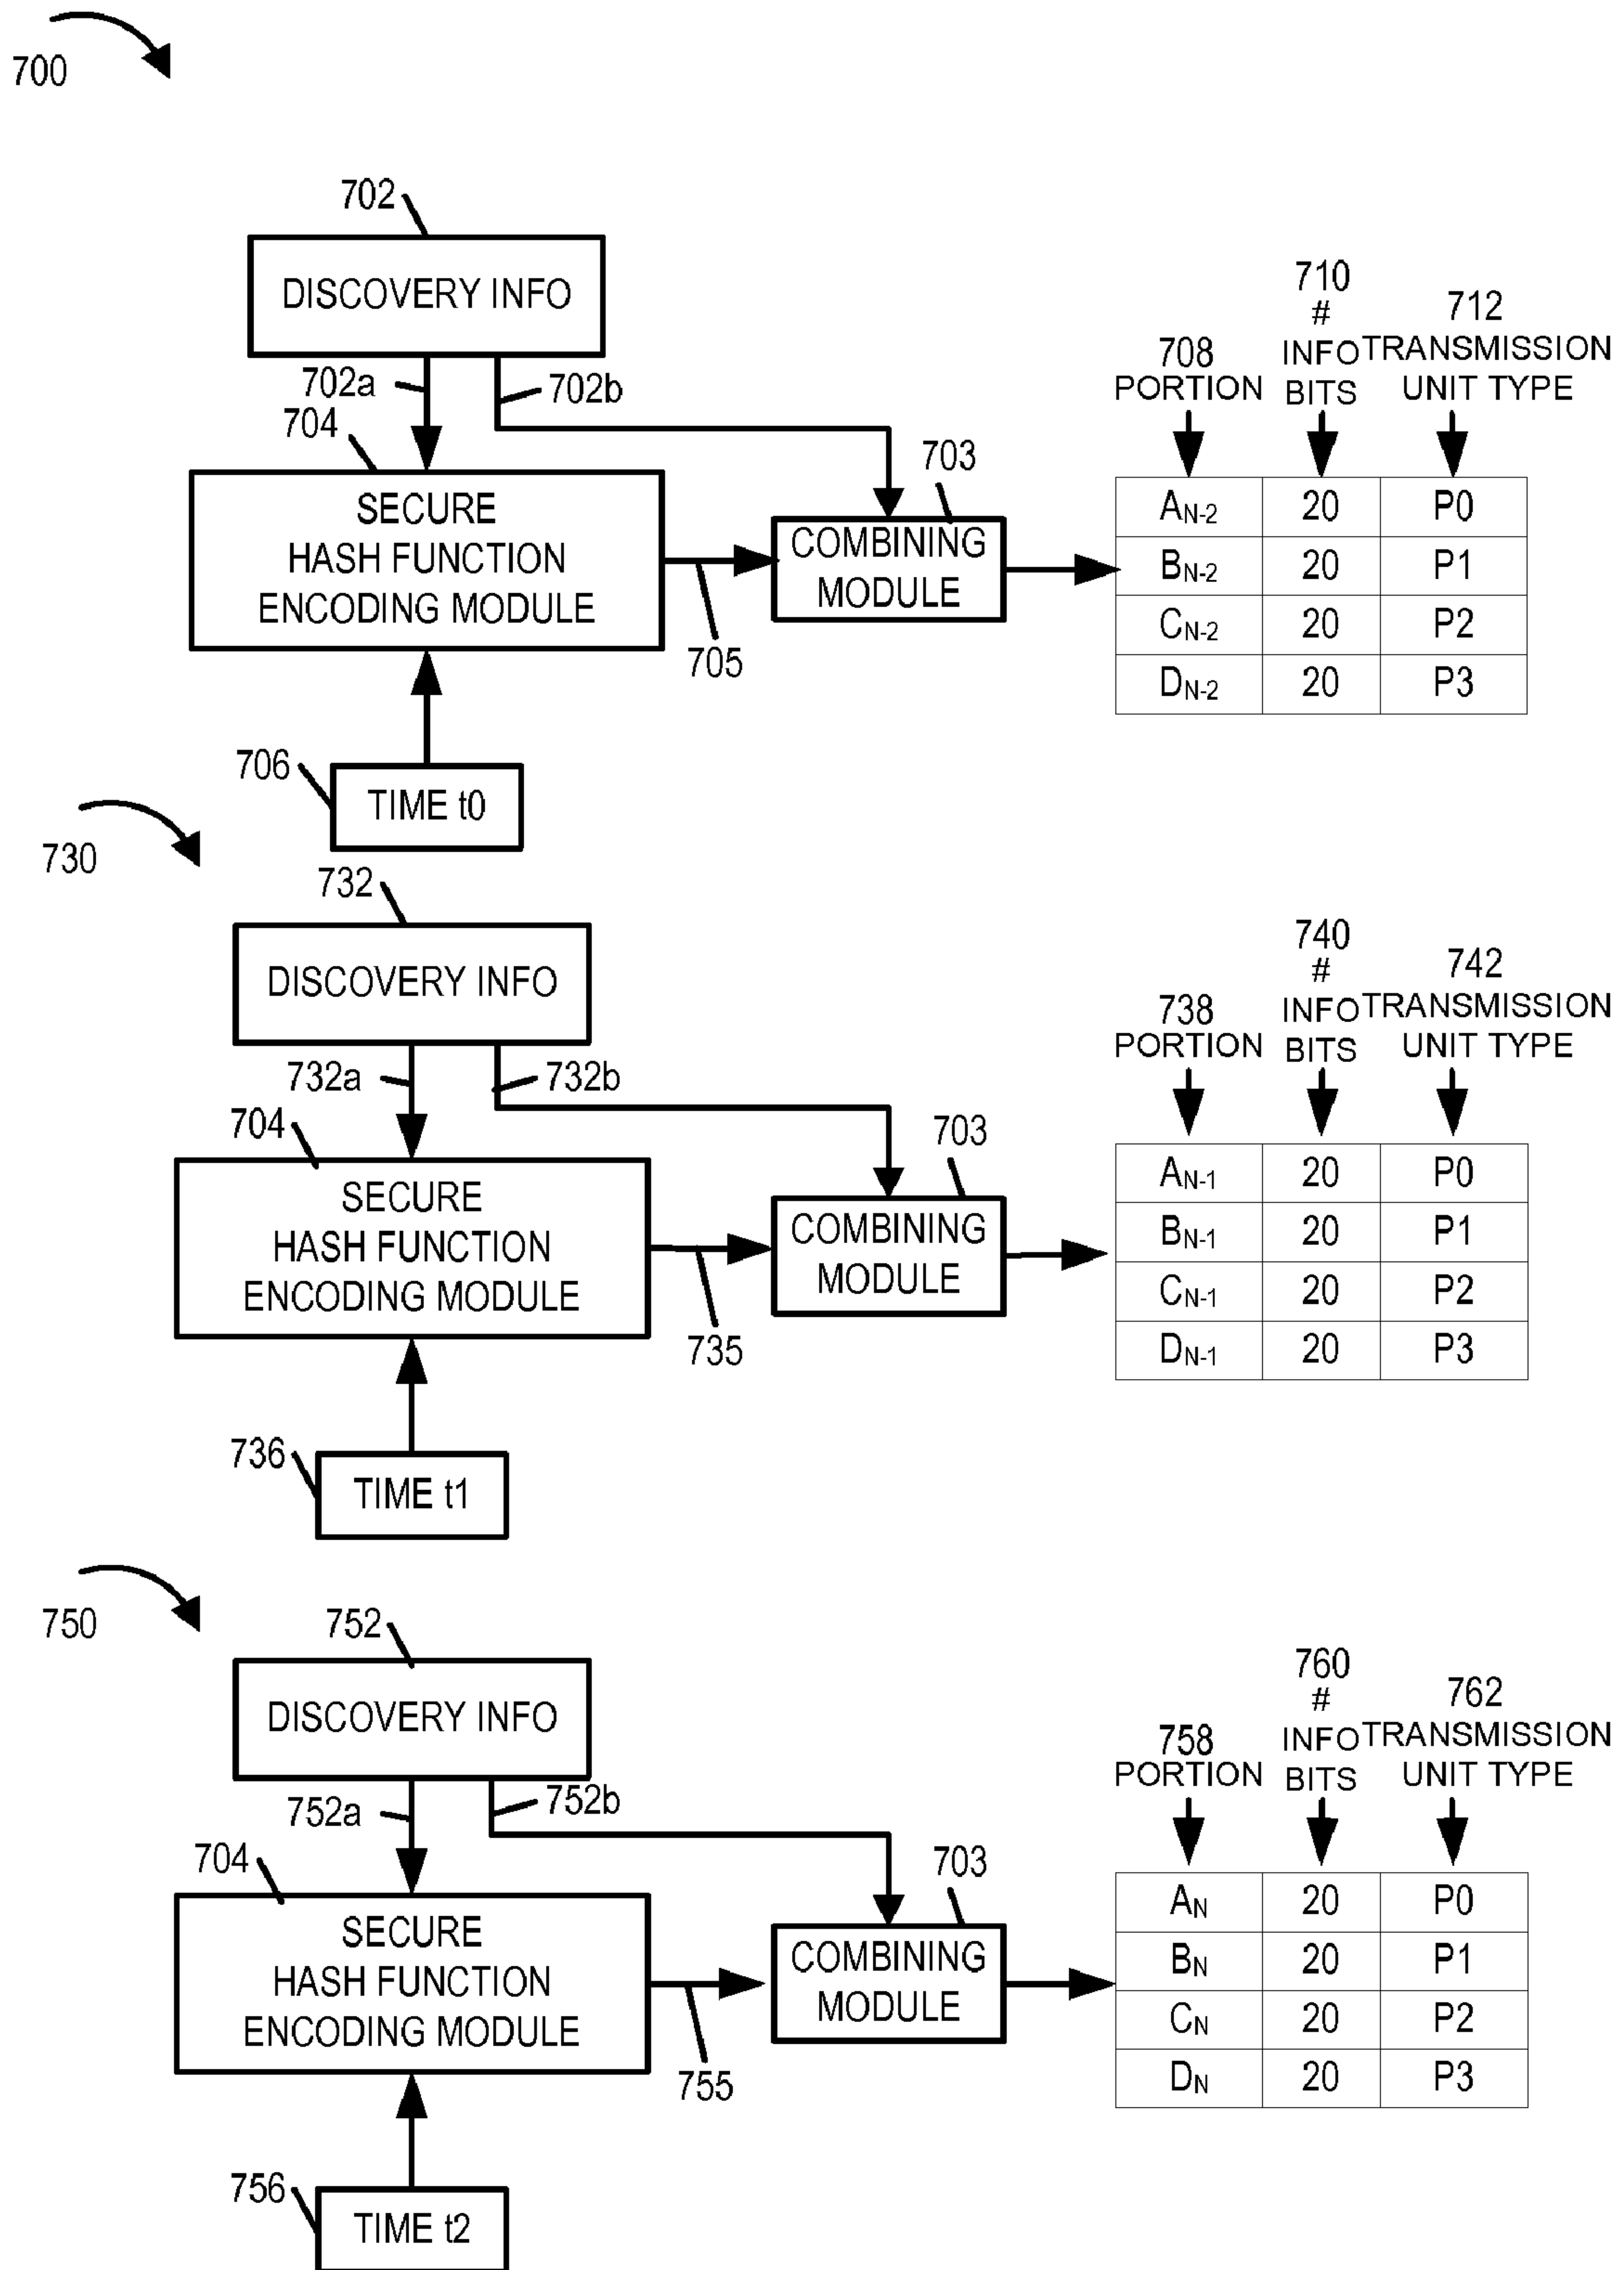 700
702
DISCOVERY INFO
702a
702b
704
SECURE
HASH FUNCTION
ENCODING MODULE
705
703
COMBINING
MODULE
706
TIME t0
708
PORTION
710
#
INFO
BITS
712
TRANSMISSION
UNIT TYPE
AN-2 20 P0
BN-2 20 P1
CN-2 20 P2
DN-2 20 P3
730
732
DISCOVERY INFO
732a
732b
704
SECURE
HASH FUNCTION
ENCODING MODULE
735
703
COMBINING
MODULE
736
TIME t1
738
PORTION
740
#
INFO
BITS
742
TRANSMISSION
UNIT TYPE
AN-1 20 P0
BN-1 20 P1
CN-1 20 P2
DN-1 20 P3
750
752
DISCOVERY INFO
752a
752b
704
SECURE
HASH FUNCTION
ENCODING MODULE
755
703
COMBINING
MODULE
756
TIME t2
758
PORTION
760
#
INFO
BITS
762
TRANSMISSION
UNIT TYPE
AN 20 P0
BN 20 P1
CN 20 P2
DN 20 P3